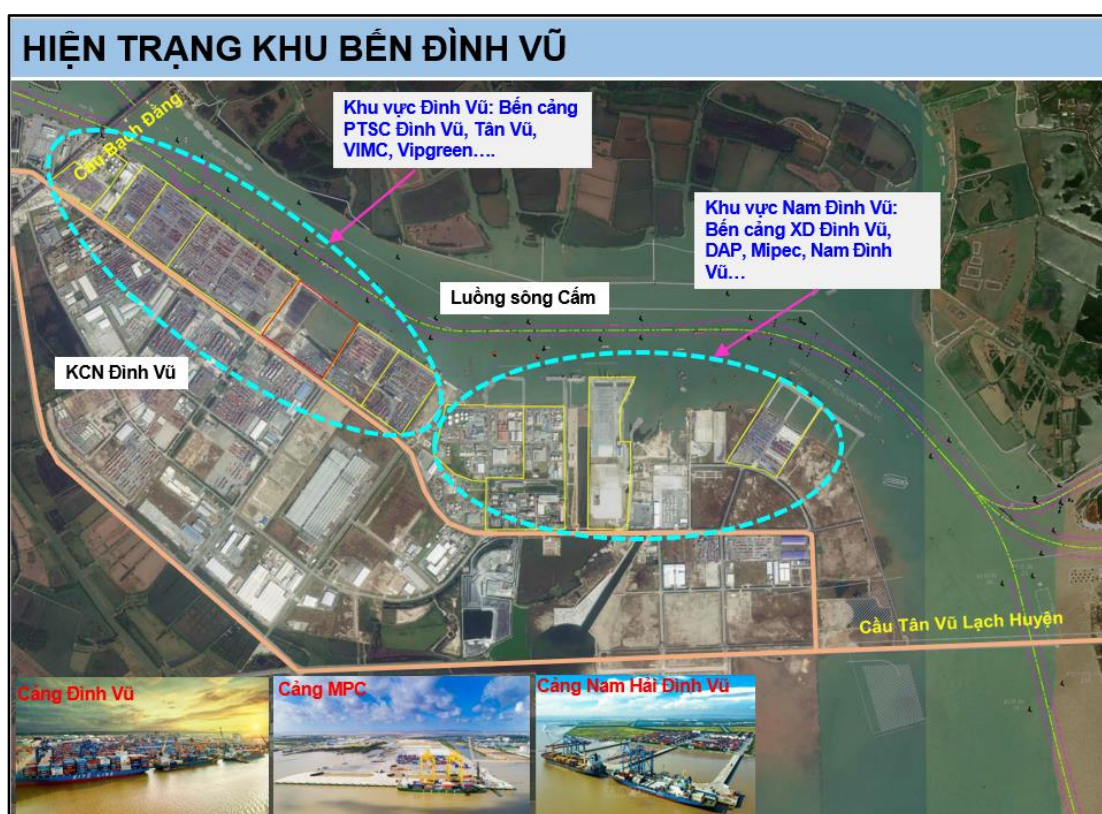 HIỆN TRẠNG KHU BẾN ĐÌNH VŨ
Cầu Bạch Đằng
Khu vực Đình Vũ: Bến cảng
PTSC Đình Vũ, Tân Vũ,
VIMC, Vipgreen….
Khu vực Nam Đình Vũ:
Bến cảng XD Đình Vũ,
DAP, Mipec, Nam Đình
Vũ…
Luồng sông Cấm
KCN Đình Vũ
Cầu Tân Vũ Lạch Huyện
Cảng Đình Vũ
Cảng MPC
Cảng Nam Hải Đình Vũ